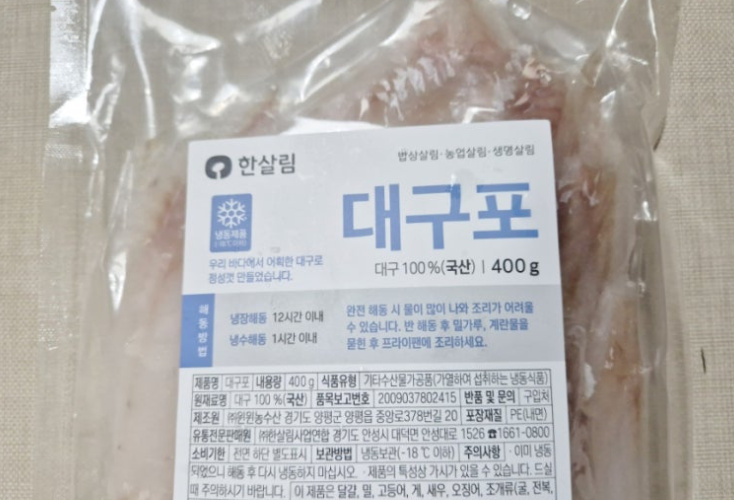 한살림
밥상살림·농업살림·생명살림
냉동제품
대구포
우리 바다에서 어획한 대구로
정성껏 만들었습니다.
대구 100%(국산) | 400g
해동방법
냉장해동 12시간 이내
냉수해동 1시간 이내
완전 해동 시 물이 많이 나와 조리가 어려울
수 있습니다. 반 해동 후 밀가루, 계란물을
묻힌 후 프라이팬에 조리하세요.
제품명 대구포 내용량 400 g 식품유형 기타수산물가공품(가열하여 섭취하는 냉동식품)
원재료명 대구 100 %(국산) 품목보고번호 2009037802415 반품 및 문의 구입처
제조원 ㈜윈윈농수산 경기도 양평군 양평읍 중앙로378번길 20 포장재질 PE(내면)
유통전문판매원 ㈜한살림사업연합 경기도 안성시 대덕면 안성대로 1526 ☎1661-0800
소비기한 전면 하단 별도표시 보관방법 냉동보관(-18 ℃ 이하) 주의사항 ·이미 냉동
되었으니 해동 후 다시 냉동하지 마십시오. ·제품의 특성상 가시가 있을 수 있습니다. 드실
때 주의하시기 바랍니다. 이 제품은 달걀, 밀, 고등어, 게, 새우, 오징어, 조개류(굴, 전복,